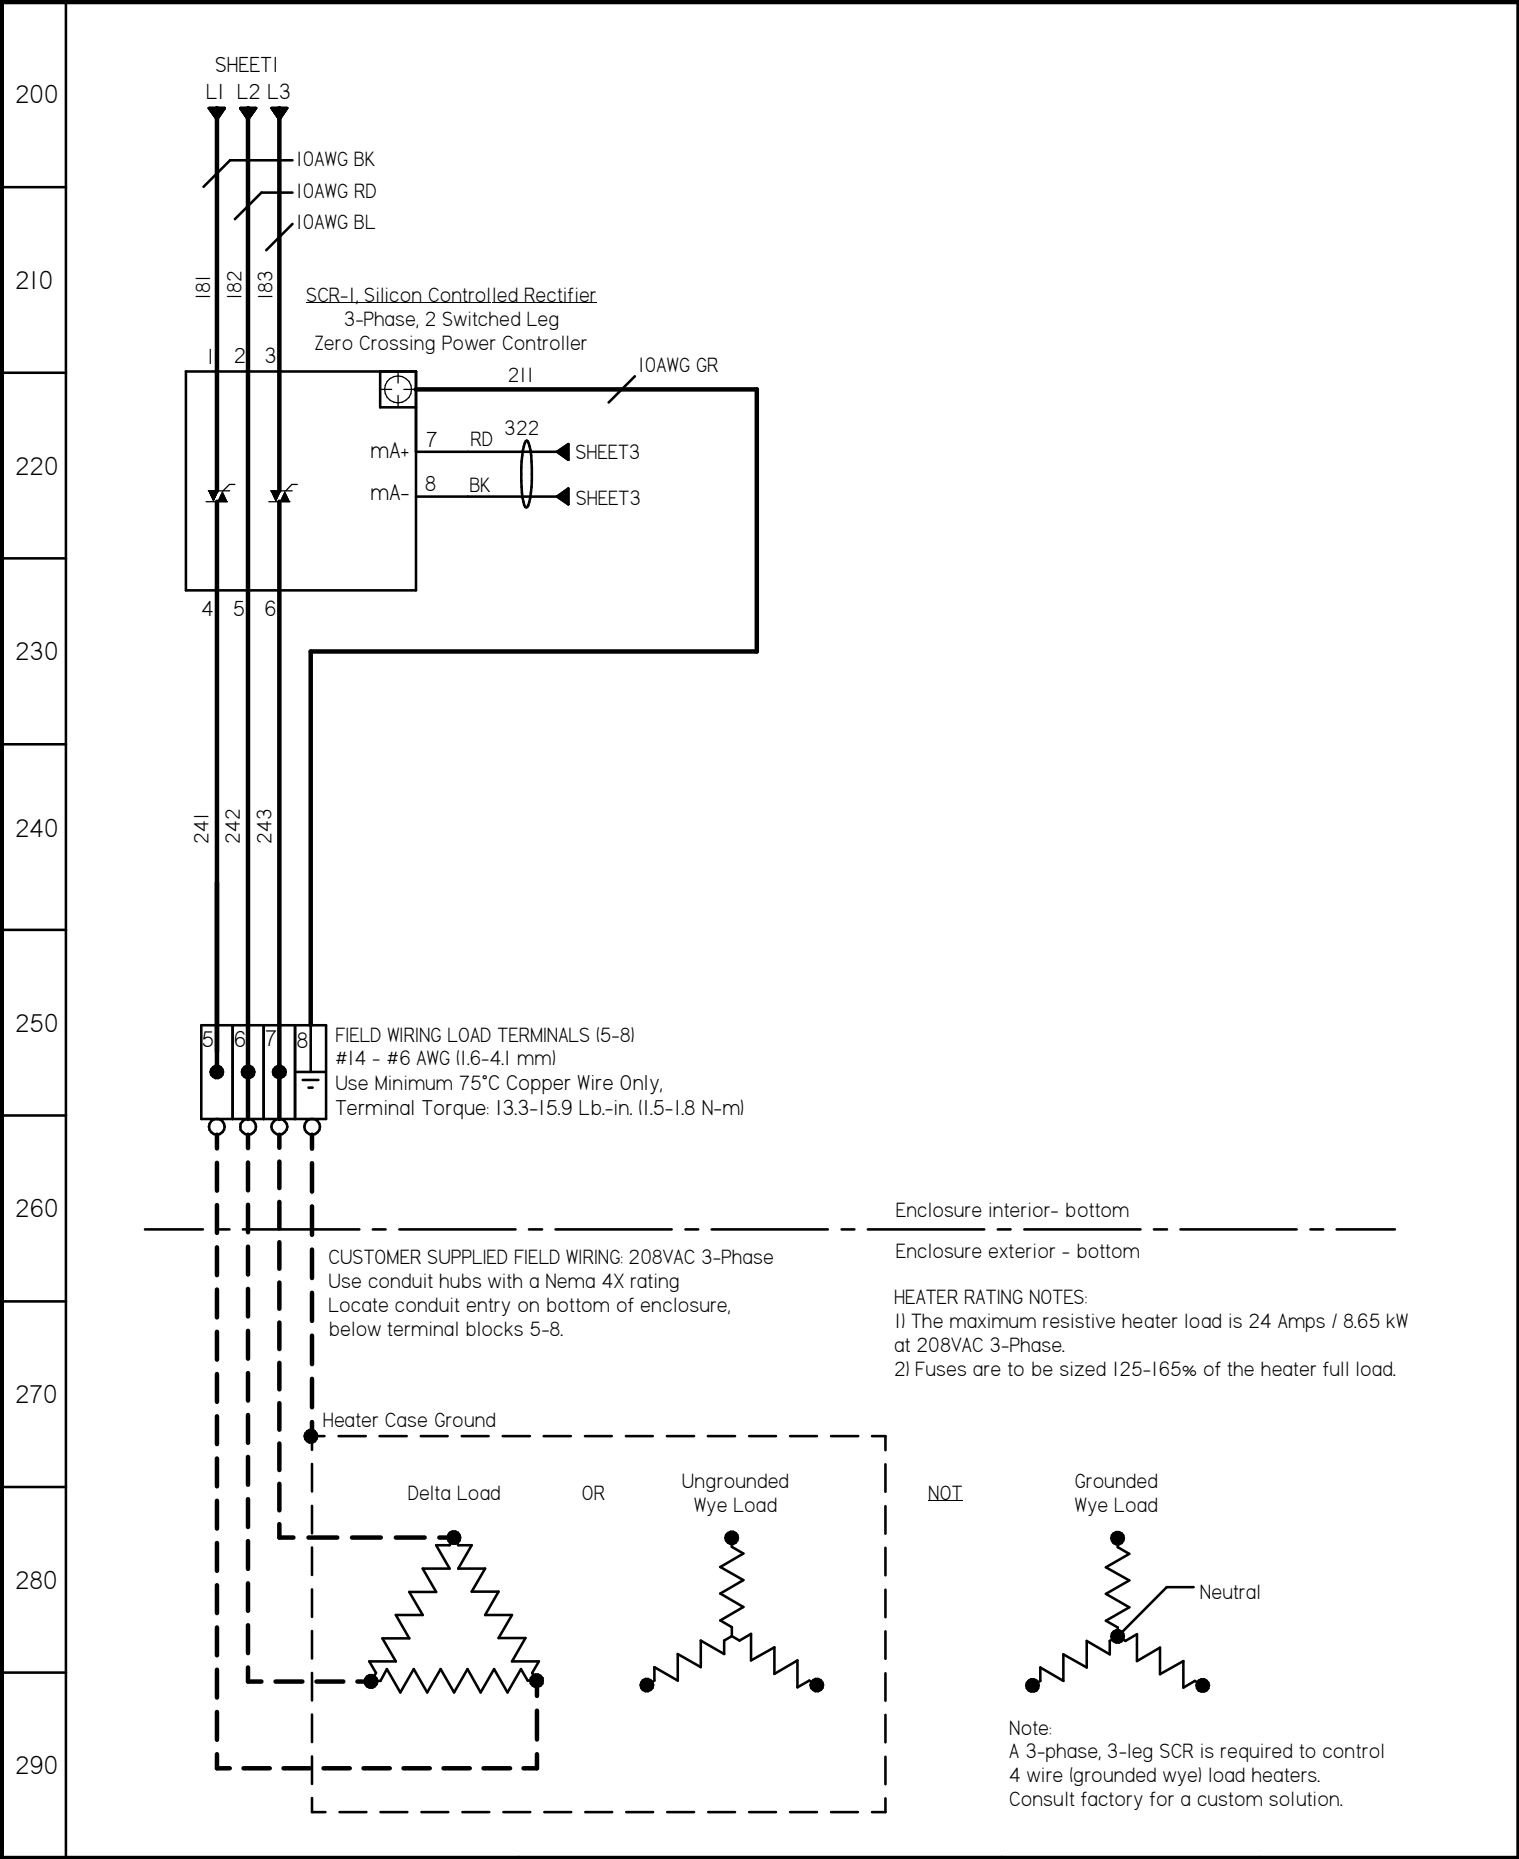 SHEET1
200
L1 L2 L3
10AWG BK
10AWG RD
10AWG BL
210
181
182
183
SCR-1, Silicon Controlled Rectifier
3-Phase, 2 Switched Leg
Zero Crossing Power Controller
1 2 3
211
10AWG GR
322
mA+ 7 RD SHEET3
220
mA- 8 BK SHEET3
4 5 6
230
240
241
242
243
250
5 6 7 8
FIELD WIRING LOAD TERMINALS (5-8)
#14 - #6 AWG (1.6-4.1 mm)
Use Minimum 75°C Copper Wire Only,
Terminal Torque: 13.3-15.9 Lb.-in. (1.5-1.8 N-m)
260
Enclosure interior- bottom
Enclosure exterior - bottom
CUSTOMER SUPPLIED FIELD WIRING: 208VAC 3-Phase
Use conduit hubs with a Nema 4X rating
Locate conduit entry on bottom of enclosure,
below terminal blocks 5-8.
HEATER RATING NOTES:
1) The maximum resistive heater load is 24 Amps / 8.65 kW
at 208VAC 3-Phase.
2) Fuses are to be sized 125-165% of the heater full load.
270
Heater Case Ground
Delta Load
OR
Ungrounded
Wye Load
NOT
Grounded
Wye Load
280
Neutral
290
Note:
A 3-phase, 3-leg SCR is required to control
4 wire (grounded wye) load heaters.
Consult factory for a custom solution.